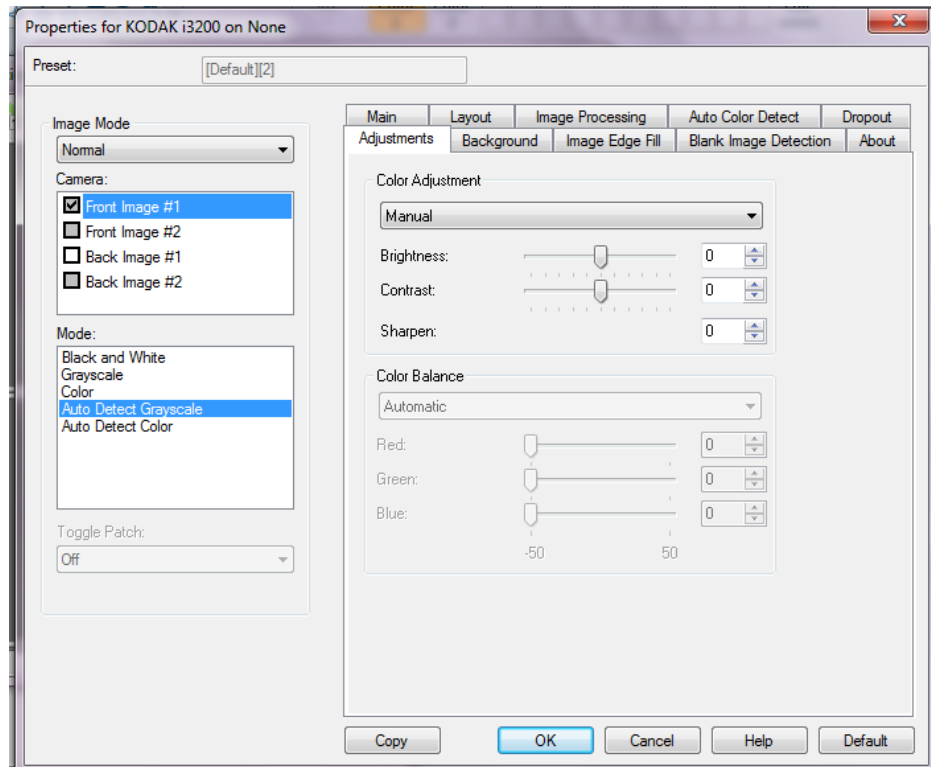 Properties for KODAK i3200 on None
Preset:
[Default][2]
Image Mode
Normal
Camera:
Front Image #1
Front Image #2
Back Image #1
Back Image #2
Mode:
Black and White
Grayscale
Color
Auto Detect Grayscale
Auto Detect Color
Toggle Patch:
Off
Main Layout Image Processing Auto Color Detect Dropout
Adjustments Background Image Edge Fill Blank Image Detection About
Color Adjustment
Manual
Brightness: 0
Contrast: 0
Sharpen: 0
Color Balance
Automatic
Red: 0
Green: 0
Blue: 0
-50 50
Copy OK Cancel Help Default